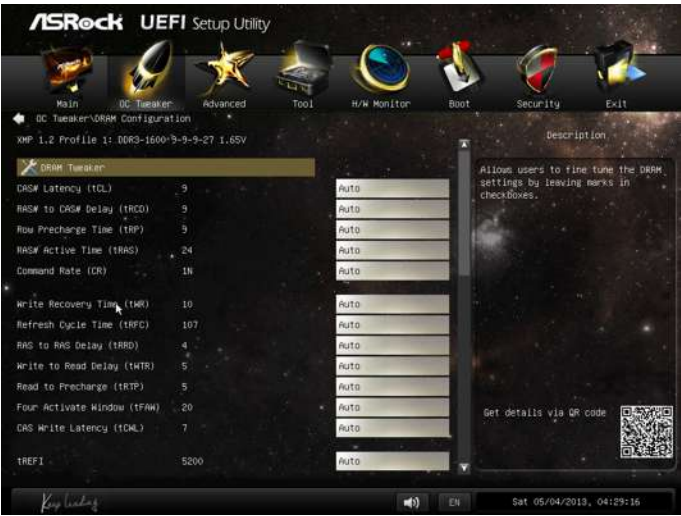 ASRock UEFI Setup Utility
Main OC Tweaker Advanced Tool H/W Monitor Boot Security Exit
OC Tweaker\DRAM Configuration
XMP 1.2 Profile 1: DDR3-1600 9-9-9-27 1.65V
Description
DRAM Tweaker
Allows users to fine tune the DRAM
settings by leaving marks in
checkboxes.
CAS# Latency (tCL) 9 Auto
RAS# to CAS# Delay (tRCD) 9 Auto
Row Precharge Time (tRP) 9 Auto
RAS# Active Time (tRAS) 24 Auto
Command Rate (CR) 1N Auto
Write Recovery Time (tWR) 10 Auto
Refresh Cycle Time (tRFC) 107 Auto
RAS to RAS Delay (tRRD) 4 Auto
Write to Read Delay (tWTR) 5 Auto
Read to Precharge (tRTP) 5 Auto
Four Activate Window (tFAW) 20 Auto
CAS Write Latency (tCWL) 7 Auto
Get details via QR code
tREFI 5200 Auto
Keep Leading
EN
Sat 05/04/2013, 04:29:16